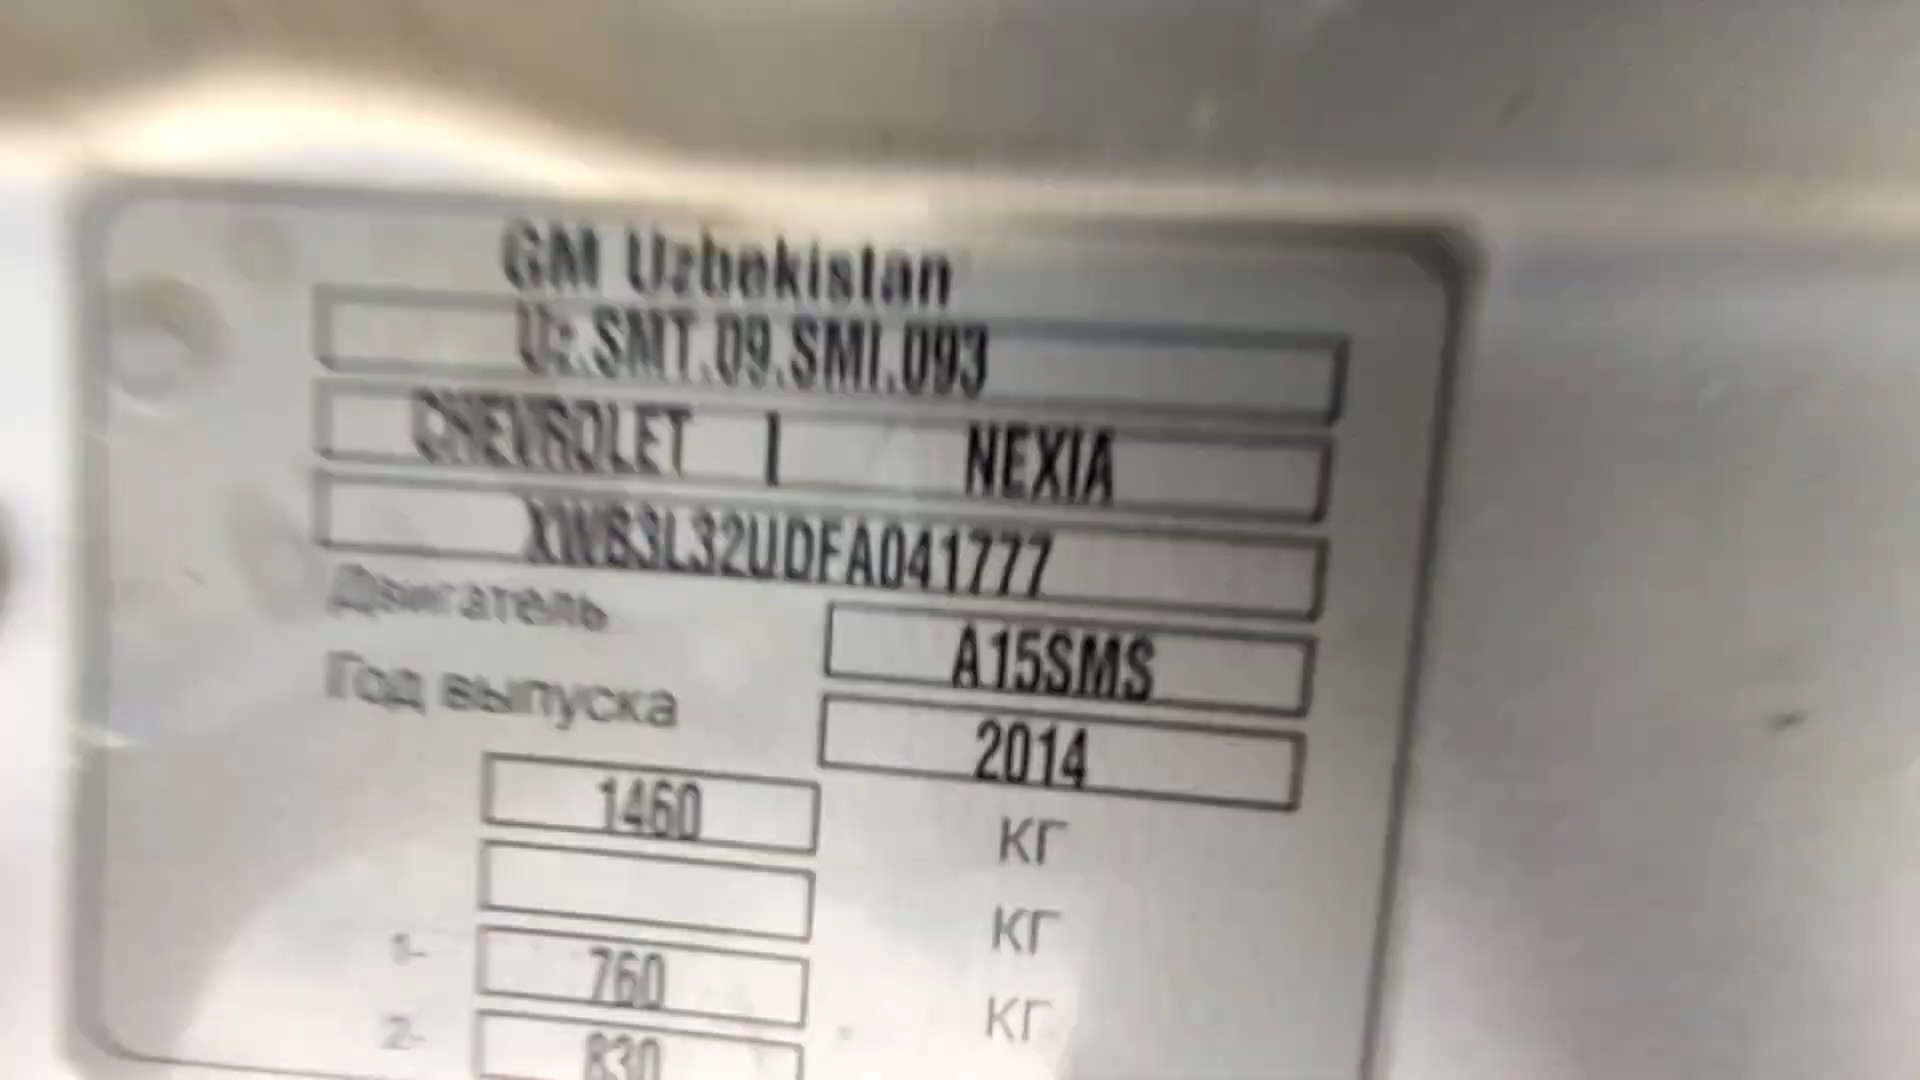 GM Uzbekistan
Uz.SMT.09.SMI.093
CHEVROLET | NEXIA
XWB3L32UDFA041777
Двигатель A15SMS
Год выпуска 2014
1460 КГ
КГ
1- 760 КГ
2- 830